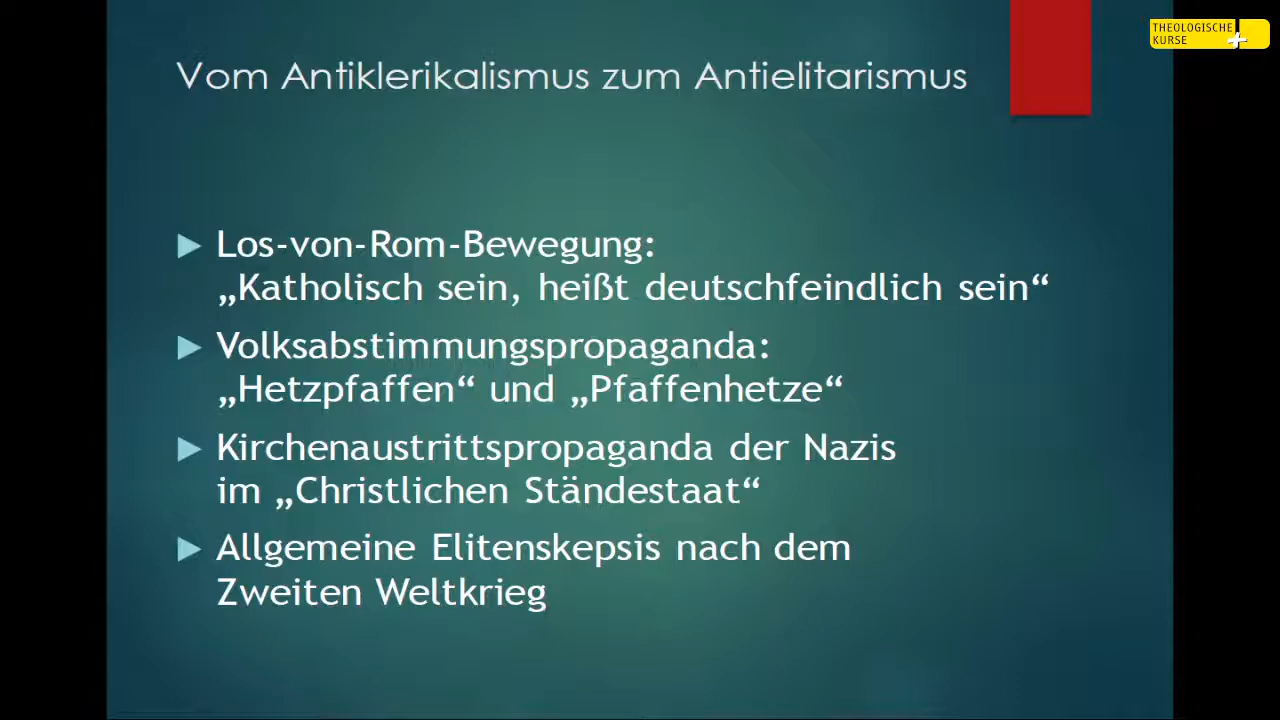 THEOLOGISCHE
KURSE
Vom Antiklerikalismus zum Antielitarismus
Los-von-Rom-Bewegung:
„Katholisch sein, heißt deutschfeindlich sein“
Volksabstimmungspropaganda:
„Hetzpfaffen“ und „Pfaffenhetze“
Kirchenaustrittspropaganda der Nazis
im „Christlichen Ständestaat“
Allgemeine Elitenskepsis nach dem
Zweiten Weltkrieg